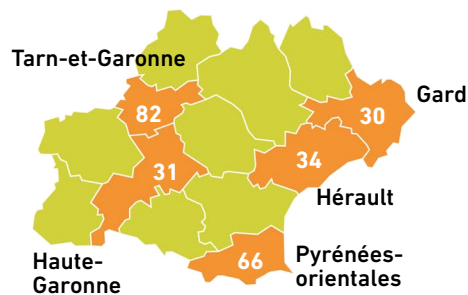 Tarn-et-Garonne
82
30
Gard
31
34
Hérault
Haute-
Garonne
66
Pyrénées-
orientales